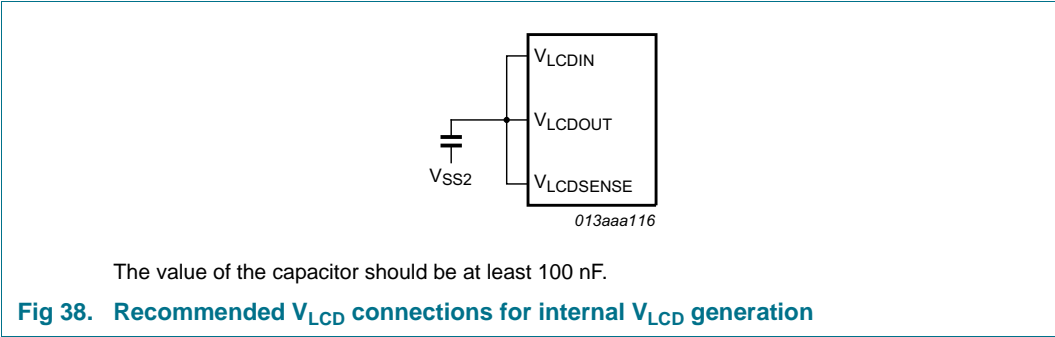 VLCDIN
VLCDOUT
VSS2
VLCDSENSE
013aaa116
The value of the capacitor should be at least 100 nF.
Fig 38. Recommended VLCD connections for internal VLCD generation